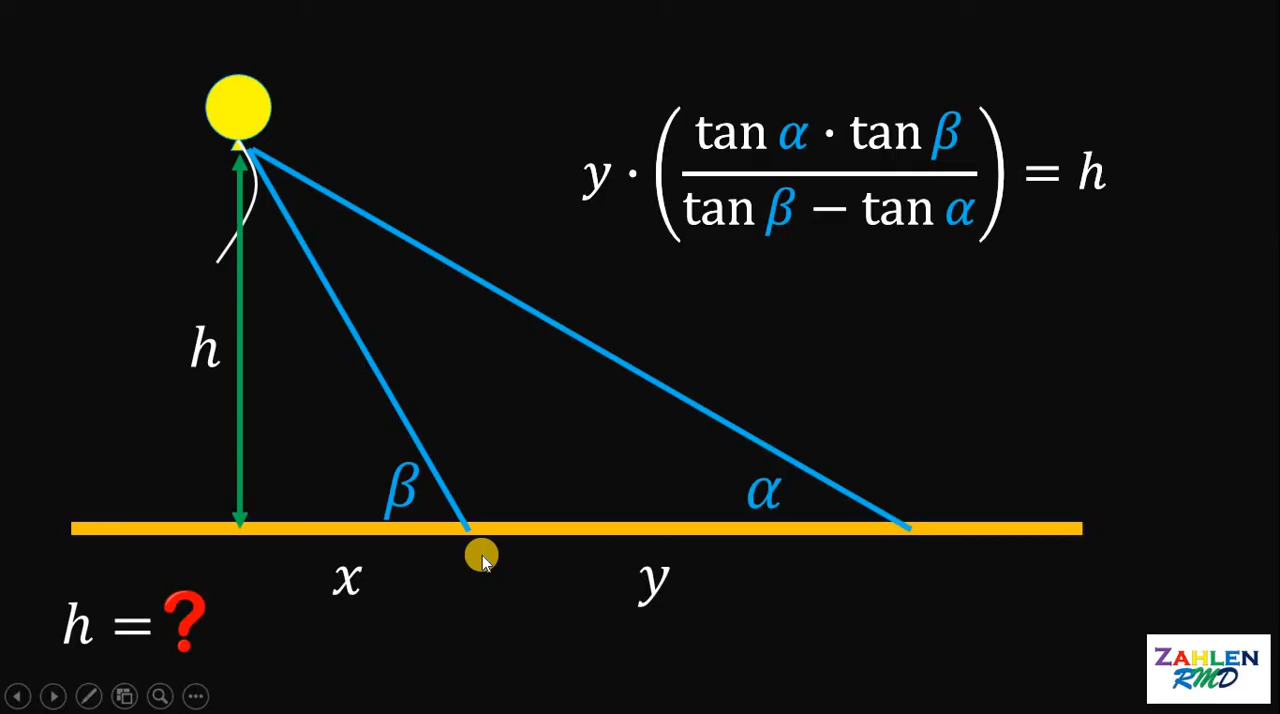 y · (tan α · tan β / tan β − tan α) = h
h
β
α
x
y
h = ❓
ZAHLEN
RMD